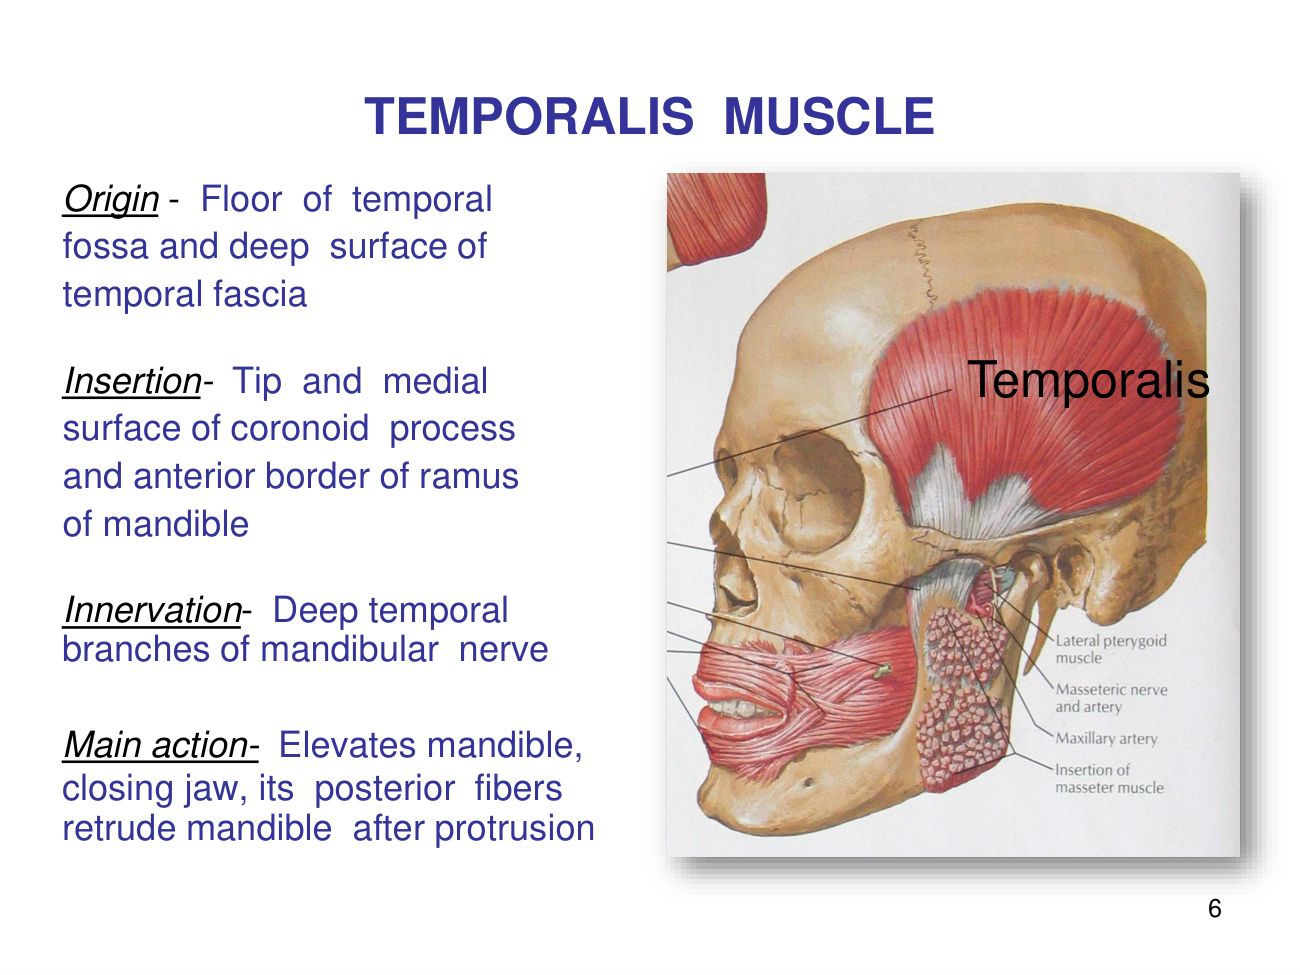 TEMPORALIS MUSCLE
Origin - Floor of temporal
fossa and deep surface of
temporal fascia
Insertion- Tip and medial
surface of coronoid process
and anterior border of ramus
of mandible
Innervation- Deep temporal
branches of mandibular nerve
Main action- Elevates mandible,
closing jaw, its posterior fibers
retrude mandible after protrusion
Temporalis
Lateral pterygoid
muscle
Masseteric nerve
and artery
Maxillary artery
Insertion of
masseter muscle
6